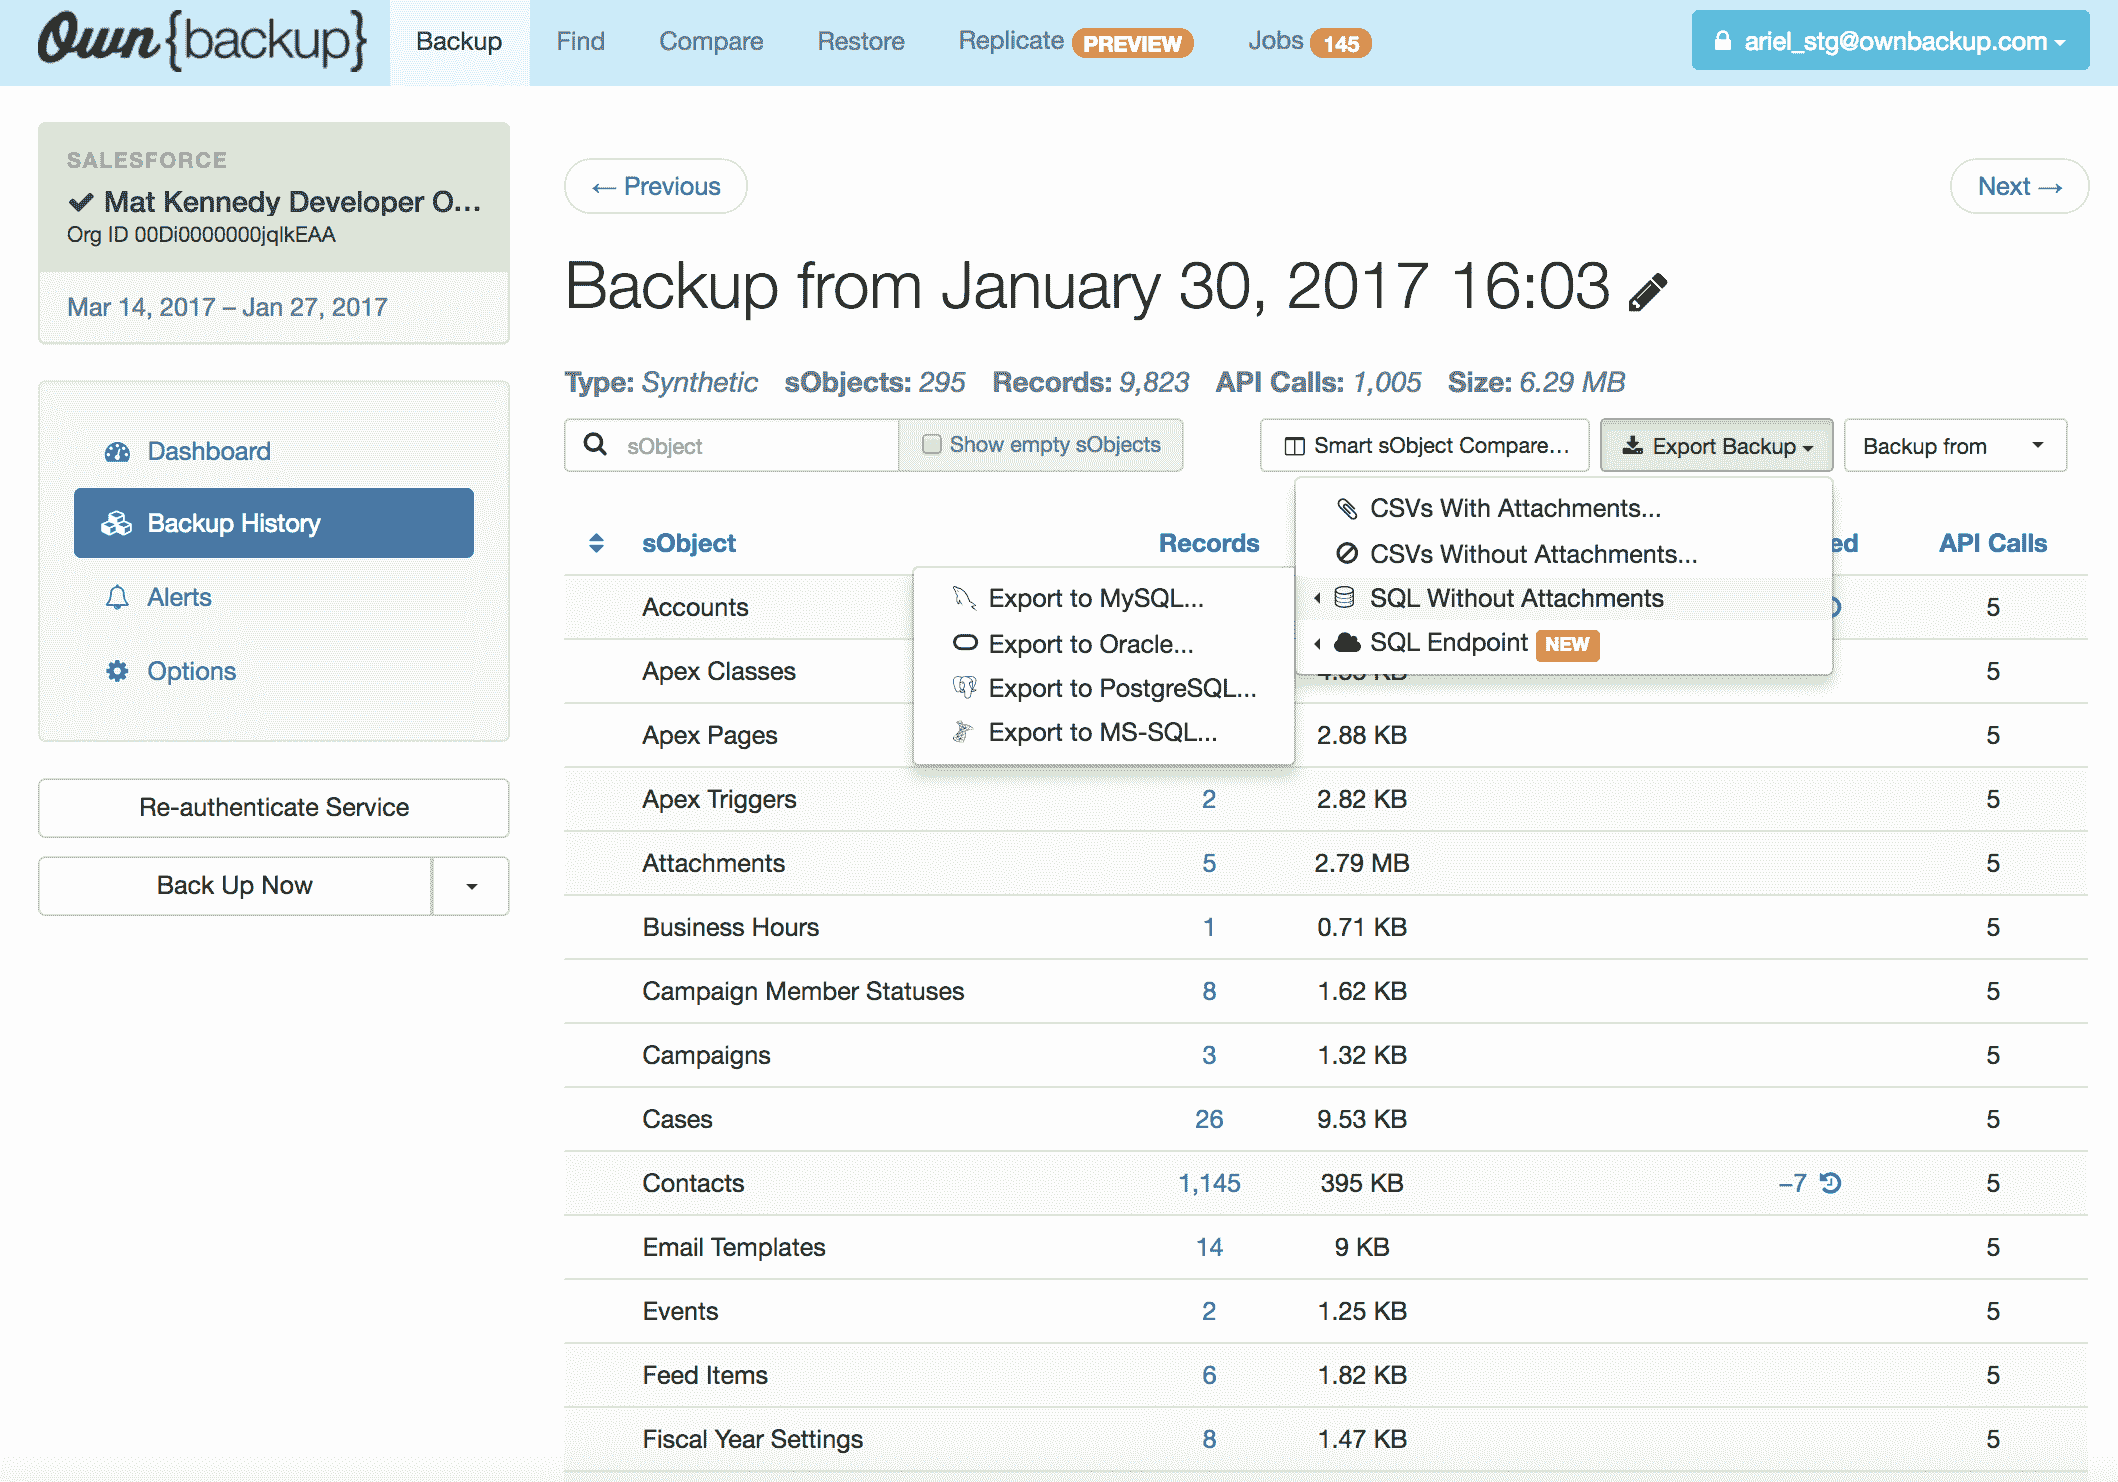 Own{backup} Backup Find Compare Restore Replicate PREVIEW Jobs 145 ariel_stg@ownbackup.com
SALESFORCE
Mat Kennedy Developer O...
Org ID 00Di0000000jqlkEAA
Mar 14, 2017 – Jan 27, 2017
Dashboard
Backup History
Alerts
Options
Re-authenticate Service
Back Up Now
← Previous
Next →
Backup from January 30, 2017 16:03
Type: Synthetic sObjects: 295 Records: 9,823 API Calls: 1,005 Size: 6.29 MB
sObject Show empty sObjects Smart sObject Compare... Export Backup Backup from
CSVs With Attachments...
CSVs Without Attachments...
SQL Without Attachments
SQL Endpoint NEW
Export to MySQL...
Export to Oracle...
Export to PostgreSQL...
Export to MS-SQL...
sObject Records ed API Calls
Accounts 5
Apex Classes 5
Apex Pages 2.88 KB 5
Apex Triggers 2 2.82 KB 5
Attachments 5 2.79 MB 5
Business Hours 1 0.71 KB 5
Campaign Member Statuses 8 1.62 KB 5
Campaigns 3 1.32 KB 5
Cases 26 9.53 KB 5
Contacts 1,145 395 KB –7 5
Email Templates 14 9 KB 5
Events 2 1.25 KB 5
Feed Items 6 1.82 KB 5
Fiscal Year Settings 8 1.47 KB 5